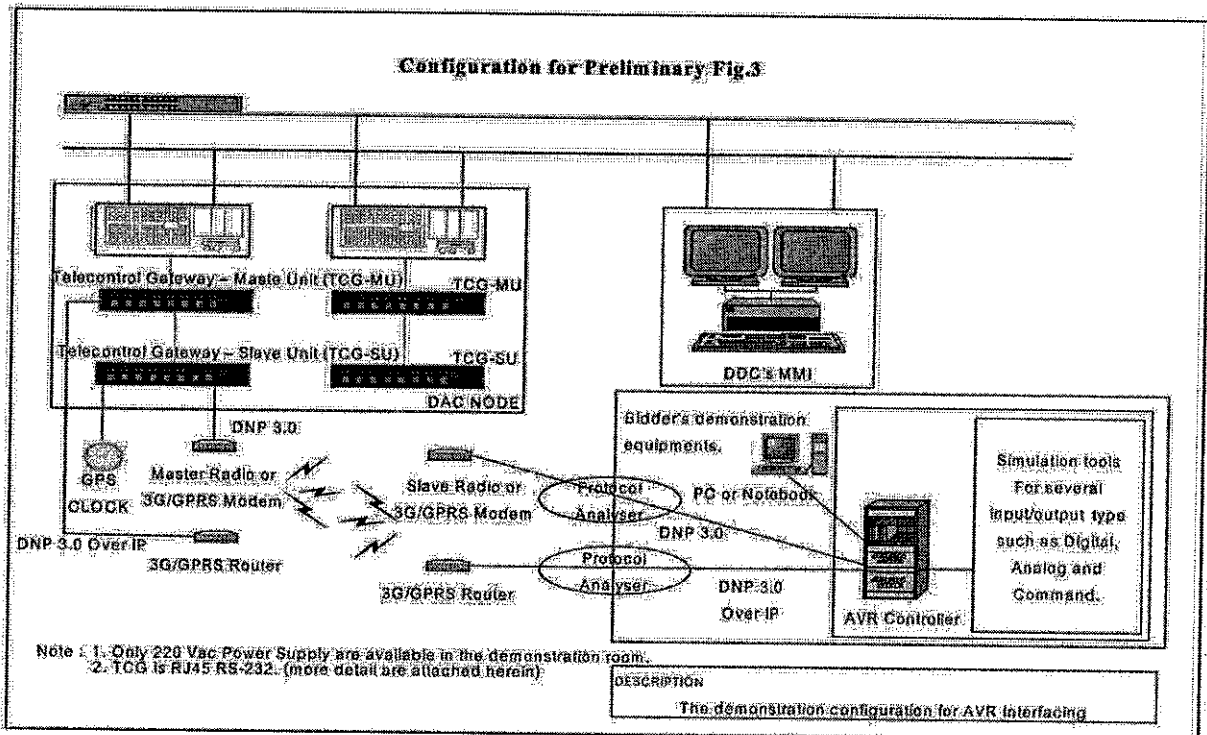 Configuration for Preliminary Fig.3
Telecontrol Gateway – Maste Unit (TCG-MU)
TCG-MU
Telecontrol Gateway – Slave Unit (TCG-SU)
TCG-SU
DAC NODE
DDC's MMI
DNP 3.0
GPS
CLOCK
Master Radio or
3G/GPRS Modem
DNP 3.0 Over IP
3G/GPRS Router
Slave Radio or
3G/GPRS Modem
3G/GPRS Router
Bidder's demonstration
equipments.
PC or Notebook
Protocol
Analyser
DNP 3.0
Protocol
Analyser
DNP 3.0
Over IP
AVR Controller
Simulation tools
For several
input/output type
such as Digital,
Analog and
Command.
Note : 1. Only 220 Vac Power Supply are available in the demonstration room.
2. TCG is RJ45 RS-232. (more detail are attached herein)
DESCRIPTION
The demonstration configuration for AVR Interfacing